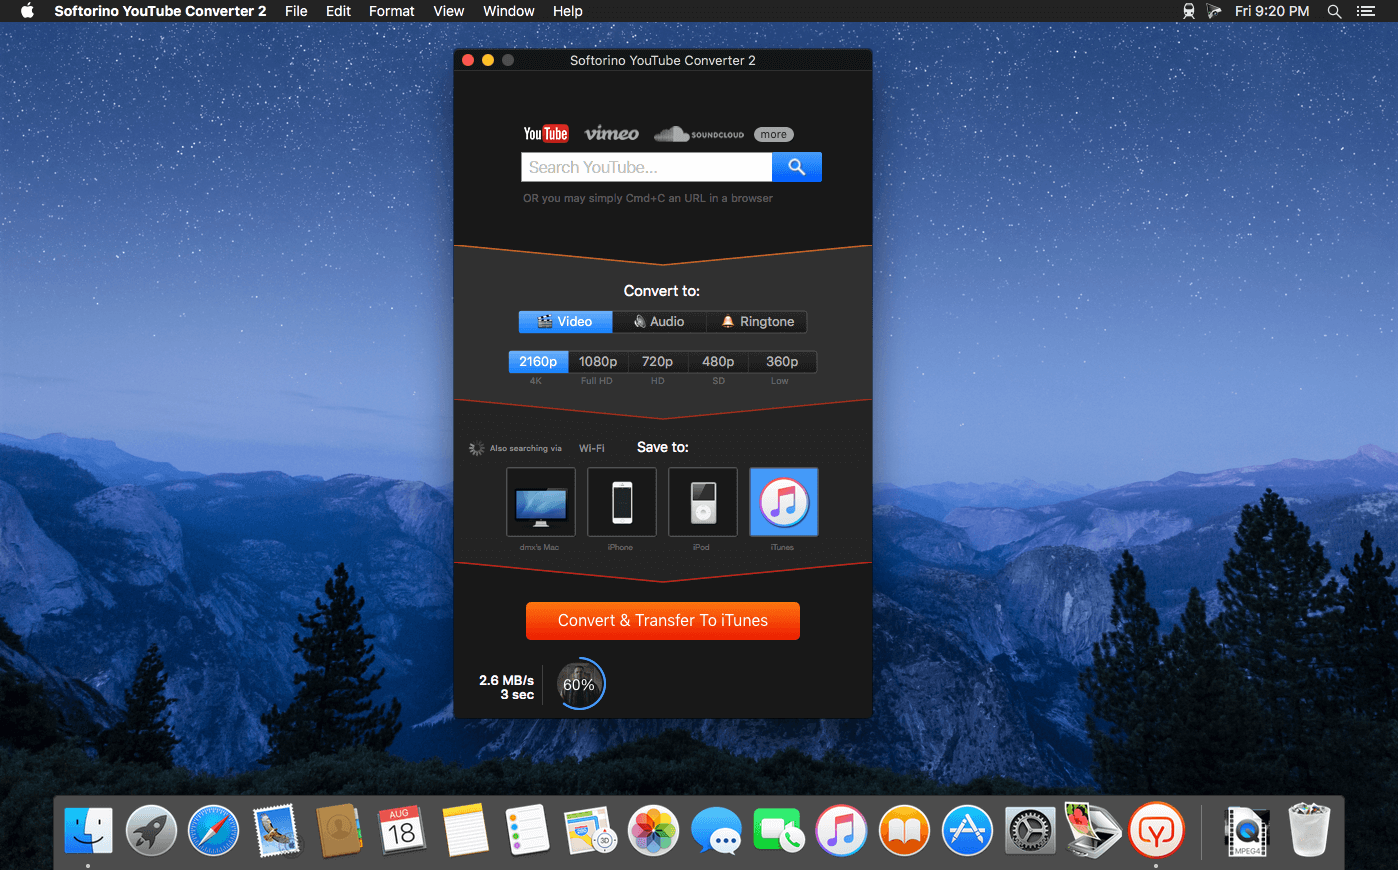 Softorino YouTube Converter 2 File Edit Format View Window Help Fri 9:20 PM
Softorino YouTube Converter 2
YouTube vimeo SOUNDCLOUD more
Search YouTube...
OR you may simply Cmd+C an URL in a browser
Convert to:
Video Audio Ringtone
2160p 1080p 720p 480p 360p
4K Full HD HD SD Low
Also searching via Wi-Fi Save to:
dmx's Mac iPhone iPod iTunes
Convert & Transfer To iTunes
2.6 MB/s
3 sec
60%
AUG
18
3D
MPEG4